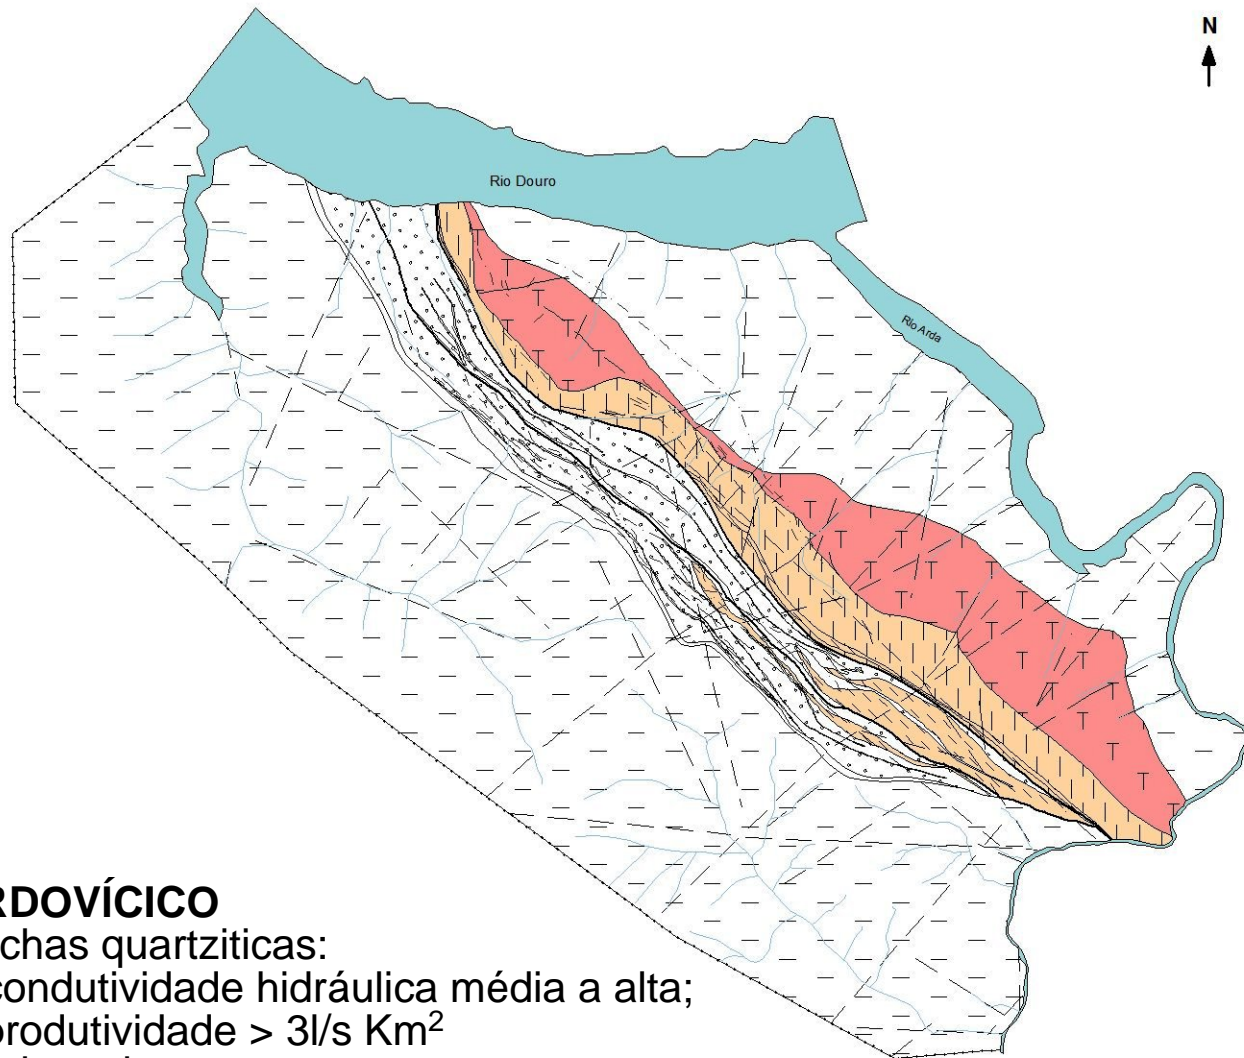 N
Rio Douro
Rio Arda
RDOVÍCICO
chas quartziticas:
condutividade hidráulica média a alta;
produtividade > 3l/s Km²